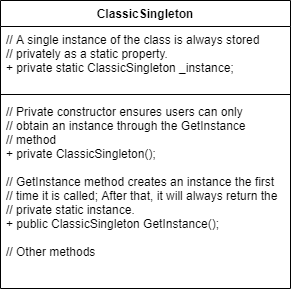 ClassicSingleton
// A single instance of the class is always stored
// privately as a static property.
+ private static ClassicSingleton _instance;
// Private constructor ensures users can only
// obtain an instance through the GetInstance
// method
+ private ClassicSingleton();
// GetInstance method creates an instance the first
// time it is called; After that, it will always return the
// private static instance.
+ public ClassicSingleton GetInstance();
// Other methods